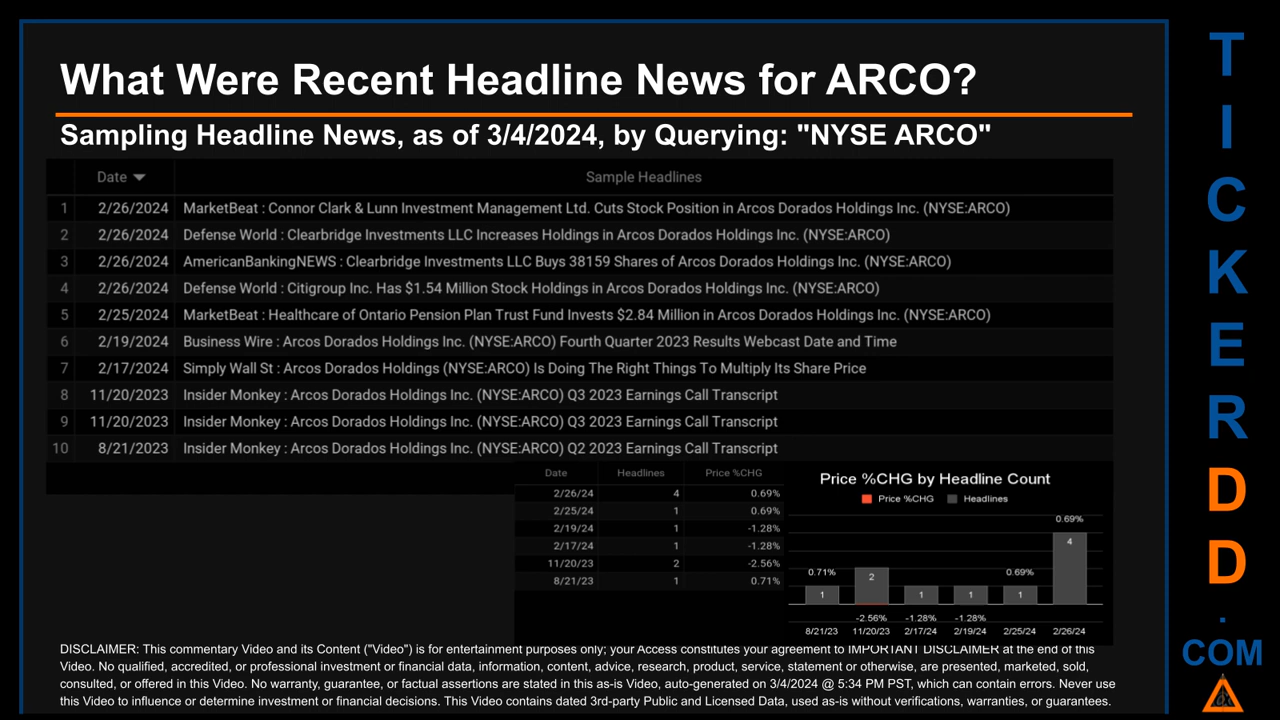 What Were Recent Headline News for ARCO?
Sampling Headline News, as of 3/4/2024, by Querying: "NYSE ARCO"
Date Sample Headlines
1 2/26/2024 MarketBeat : Connor Clark & Lunn Investment Management Ltd. Cuts Stock Position in Arcos Dorados Holdings Inc. (NYSE:ARCO)
2 2/26/2024 Defense World : Clearbridge Investments LLC Increases Holdings in Arcos Dorados Holdings Inc. (NYSE:ARCO)
3 2/26/2024 AmericanBankingNEWS : Clearbridge Investments LLC Buys 38159 Shares of Arcos Dorados Holdings Inc. (NYSE:ARCO)
4 2/26/2024 Defense World : Citigroup Inc. Has $1.54 Million Stock Holdings in Arcos Dorados Holdings Inc. (NYSE:ARCO)
5 2/25/2024 MarketBeat : Healthcare of Ontario Pension Plan Trust Fund Invests $2.84 Million in Arcos Dorados Holdings Inc. (NYSE:ARCO)
6 2/19/2024 Business Wire : Arcos Dorados Holdings Inc. (NYSE:ARCO) Fourth Quarter 2023 Results Webcast Date and Time
7 2/17/2024 Simply Wall St : Arcos Dorados Holdings (NYSE:ARCO) Is Doing The Right Things To Multiply Its Share Price
8 11/20/2023 Insider Monkey : Arcos Dorados Holdings Inc. (NYSE:ARCO) Q3 2023 Earnings Call Transcript
9 11/20/2023 Insider Monkey : Arcos Dorados Holdings Inc. (NYSE:ARCO) Q3 2023 Earnings Call Transcript
10 8/21/2023 Insider Monkey : Arcos Dorados Holdings Inc. (NYSE:ARCO) Q2 2023 Earnings Call Transcript
Date Headlines Price %CHG
2/26/24 4 0.69%
2/25/24 1 0.69%
2/19/24 1 -1.28%
2/17/24 1 -1.28%
11/20/23 2 -2.56%
8/21/23 1 0.71%
Price %CHG by Headline Count
Price %CHG Headlines
0.69%
4
0.71% 0.69%
2
1 1 1 1
-2.56% -1.28% -1.28%
8/21/23 11/20/23 2/17/24 2/19/24 2/25/24 2/26/24
DISCLAIMER: This commentary Video and its Content ("Video") is for entertainment purposes only; your Access constitutes your agreement to IMPORTANT DISCLAIMER at the end of this
Video. No qualified, accredited, or professional investment or financial data, information, content, advice, research, product, service, statement or otherwise, are presented, marketed, sold,
consulted, or offered in this Video. No warranty, guarantee, or factual assertions are stated in this as-is Video, auto-generated on 3/4/2024 @ 5:34 PM PST, which can contain errors. Never use
this Video to influence or determine investment or financial decisions. This Video contains dated 3rd-party Public and Licensed Data, used as-is without verifications, warranties, or guarantees.
T
I
C
K
E
R
D
D
.
COM